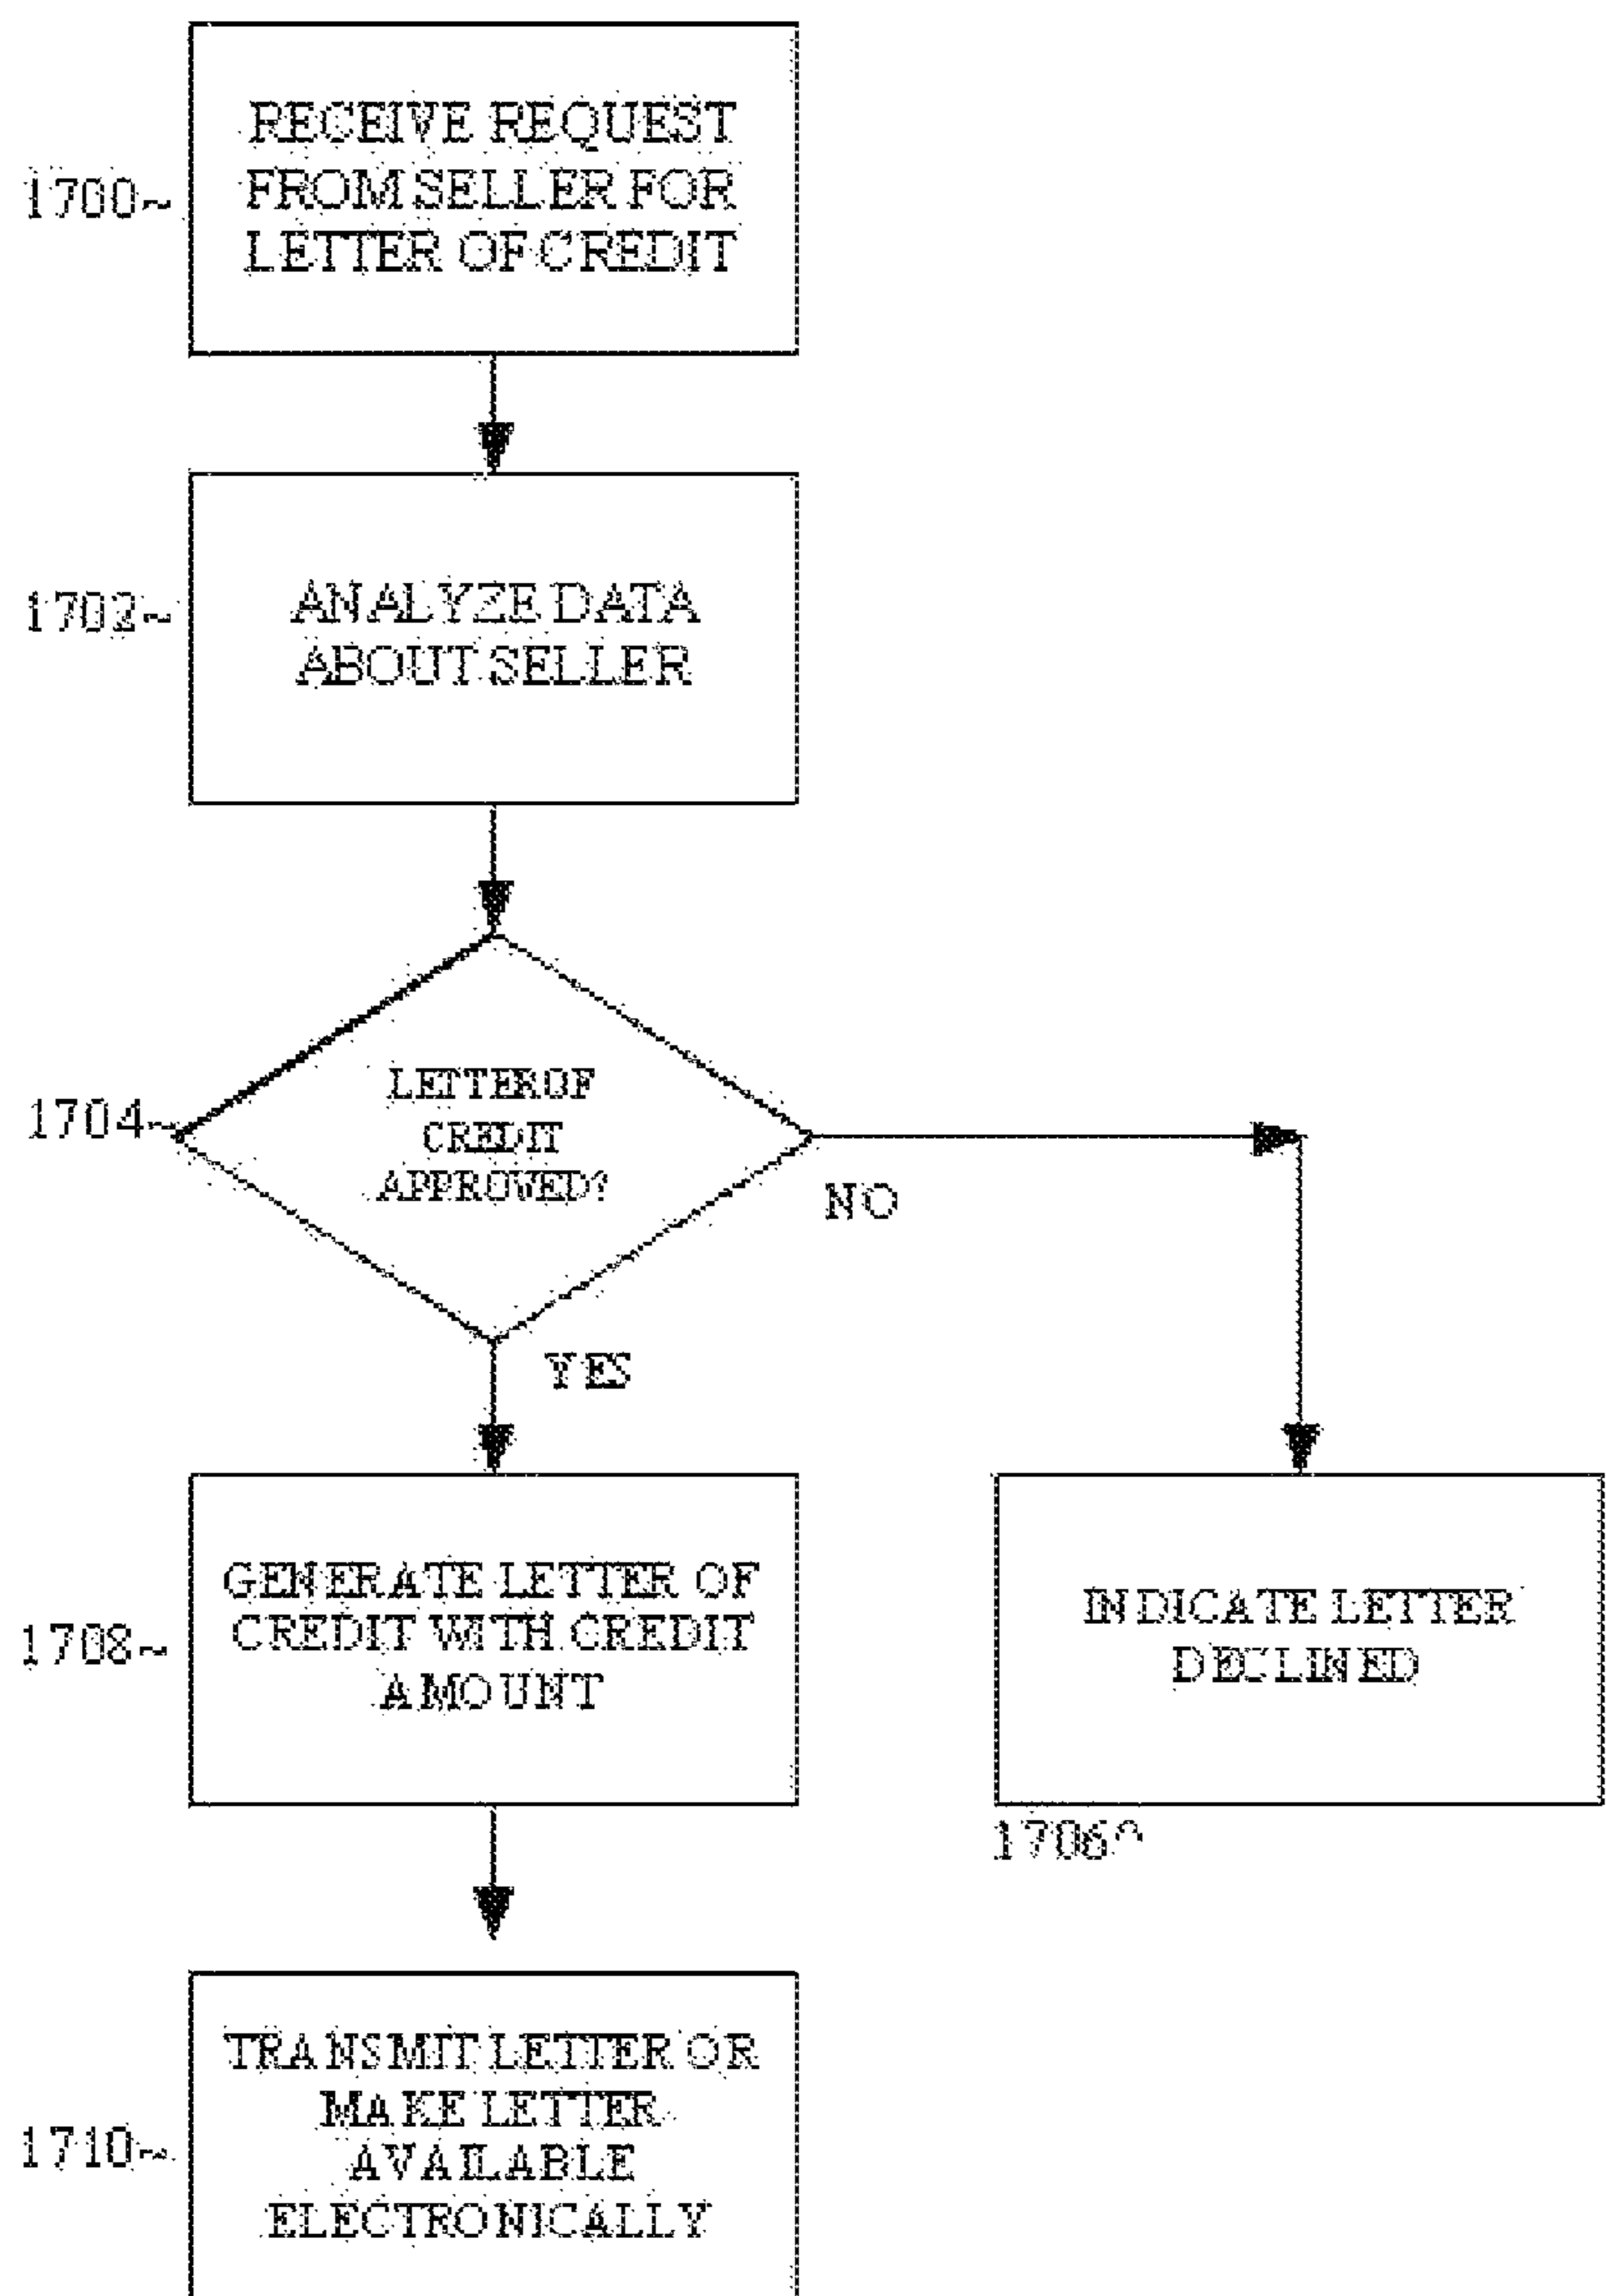 RECEIVE REQUEST
FROM SELLER FOR
LETTER OF CREDIT
1700~
ANALYZE DATA
ABOUT SELLER
1702~
LETTER OF
CREDIT
APPROVED?
1704~
NO
YES
GENERATE LETTER OF
CREDIT WITH CREDIT
AMOUNT
1708~
INDICATE LETTER
DECLINED
1706
TRANSMIT LETTER OR
MAKE LETTER
AVAILABLE
ELECTRONICALLY
1710~